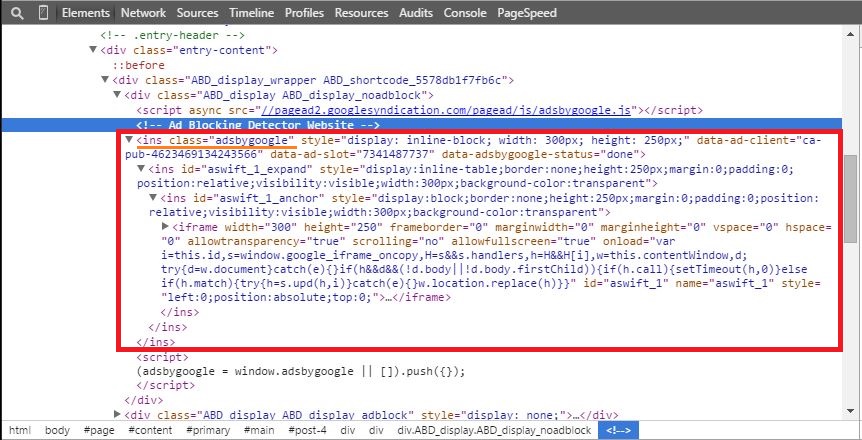 Elements Network Sources Timeline Profiles Resources Audits Console PageSpeed
<!-- .entry-header -->
▼<div class="entry-content">
::before
▼<div class="ABD_display_wrapper ABD_shortcode_5578db1f7fb6c">
▼<div class="ABD_display ABD_display_noadblock">
<script async src="//pagead2.googlesyndication.com/pagead/js/adsbygoogle.js"></script>
<!-- Ad Blocking Detector Website -->
▼<ins class="adsbygoogle" style="display: inline-block; width: 300px; height: 250px;" data-ad-client="ca-
pub-4623469134243566" data-ad-slot="7341487737" data-adsbygoogle-status="done">
▼<ins id="aswift_1_expand" style="display:inline-table;border:none;height:250px;margin:0;padding:0;
position:relative;visibility:visible;width:300px;background-color:transparent">
▼<ins id="aswift_1_anchor" style="display:block;border:none;height:250px;margin:0;padding:0;position:
relative;visibility:visible;width:300px;background-color:transparent">
▶<iframe width="300" height="250" frameborder="0" marginwidth="0" marginheight="0" vspace="0" hspace=
"0" allowtransparency="true" scrolling="no" allowfullscreen="true" onload="var
i=this.id,s=window.google_iframe_oncopy,H=s&&s.handlers,h=H&&H[i],w=this.contentWindow,d;
try{d=w.document}catch(e){}if(h&&d&&(!d.body||!d.body.firstChild)){if(h.call){setTimeout(h,0)}else
if(h.match){try{h=s.upd(h,i)}catch(e){}w.location.replace(h)}}" id="aswift_1" name="aswift_1" style=
"left:0;position:absolute;top:0;">…</iframe>
</ins>
</ins>
</ins>
<script>
(adsbygoogle = window.adsbygoogle || []).push({});
</script>
</div>
▶<div class="ABD_display ABD_display_adblock" style="display: none;">…</div>
html body #page #content #primary #main #post-4 div div div.ABD_display.ABD_display_noadblock <!-->